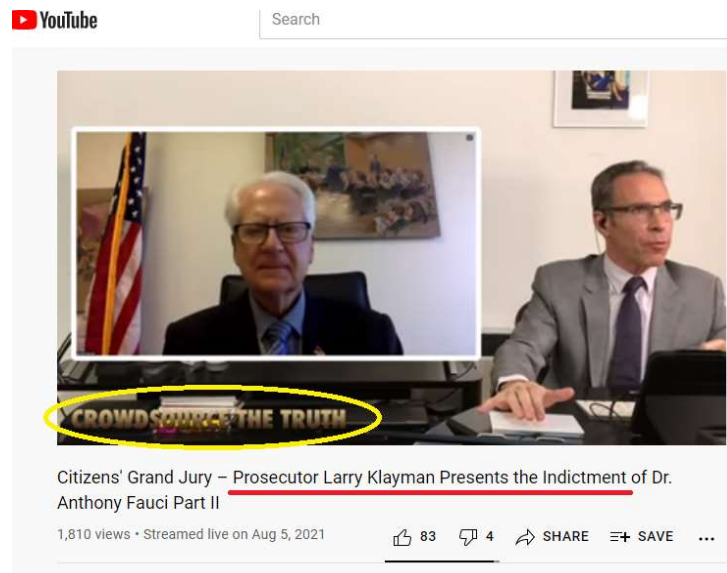 YouTube
Search
CROWDSOURCE THE TRUTH
Citizens' Grand Jury – Prosecutor Larry Klayman Presents the Indictment of Dr.
Anthony Fauci Part II
1,810 views • Streamed live on Aug 5, 2021 83 4 SHARE SAVE ...